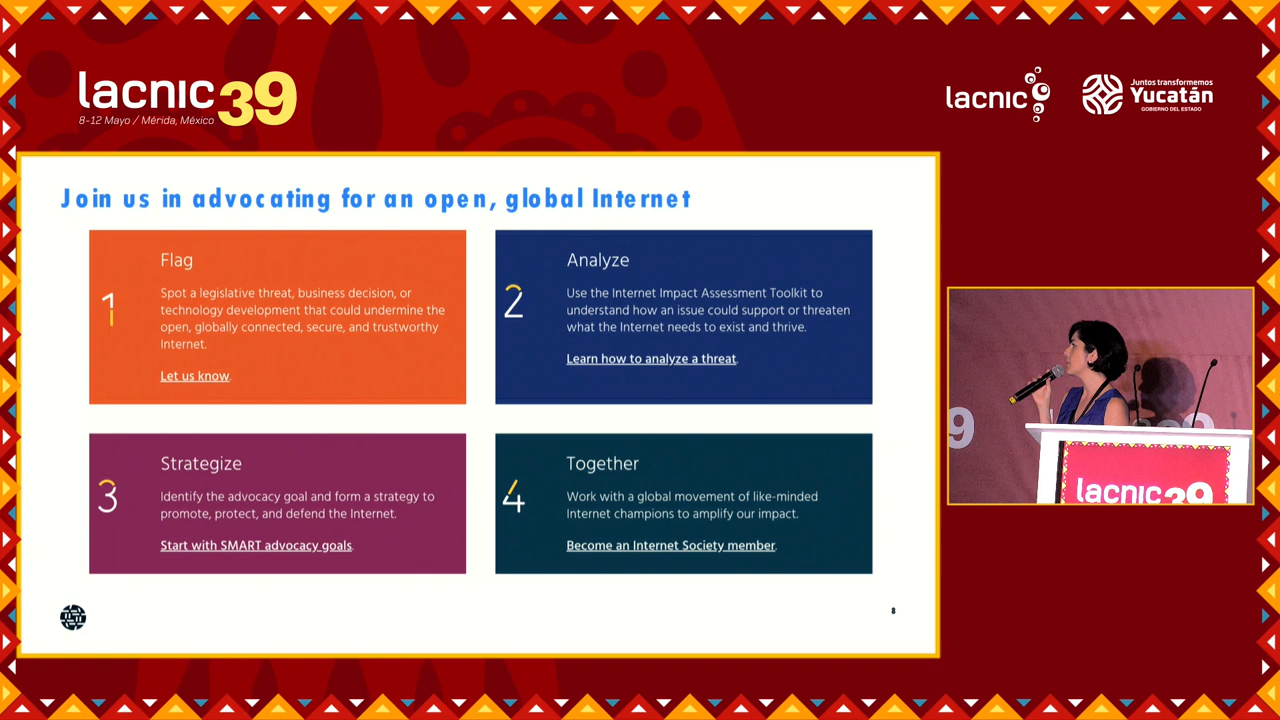 lacnic 39
8-12 Mayo / Mérida, México
lacnic
Juntos transformemos
Yucatán
GOBIERNO DEL ESTADO
Join us in advocating for an open, global Internet
1
Flag
Spot a legislative threat, business decision, or
technology development that could undermine the
open, globally connected, secure, and trustworthy
Internet.
Let us know.
2
Analyze
Use the Internet Impact Assessment Toolkit to
understand how an issue could support or threaten
what the Internet needs to exist and thrive.
Learn how to analyze a threat.
3
Strategize
Identify the advocacy goal and form a strategy to
promote, protect, and defend the Internet.
Start with SMART advocacy goals.
4
Together
Work with a global movement of like-minded
Internet champions to amplify our impact.
Become an Internet Society member.
8
9
lacnic39